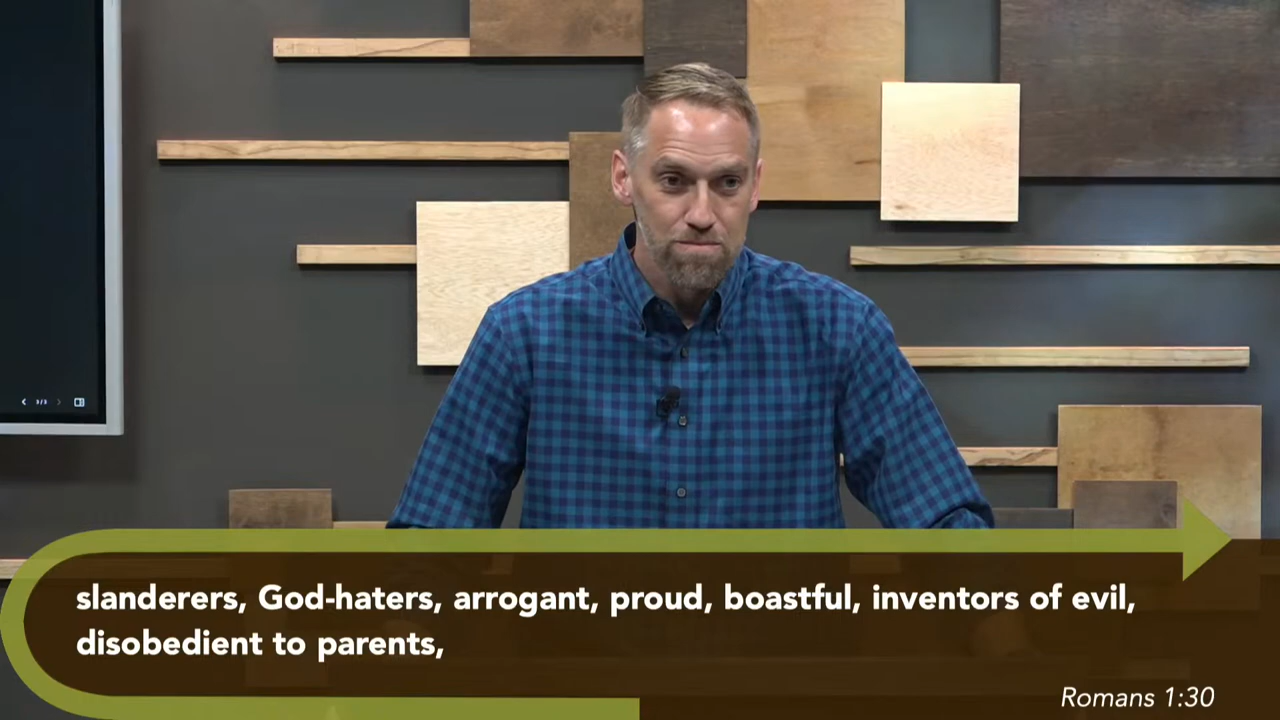 slanderers, God-haters, arrogant, proud, boastful, inventors of evil,
disobedient to parents,
Romans 1:30